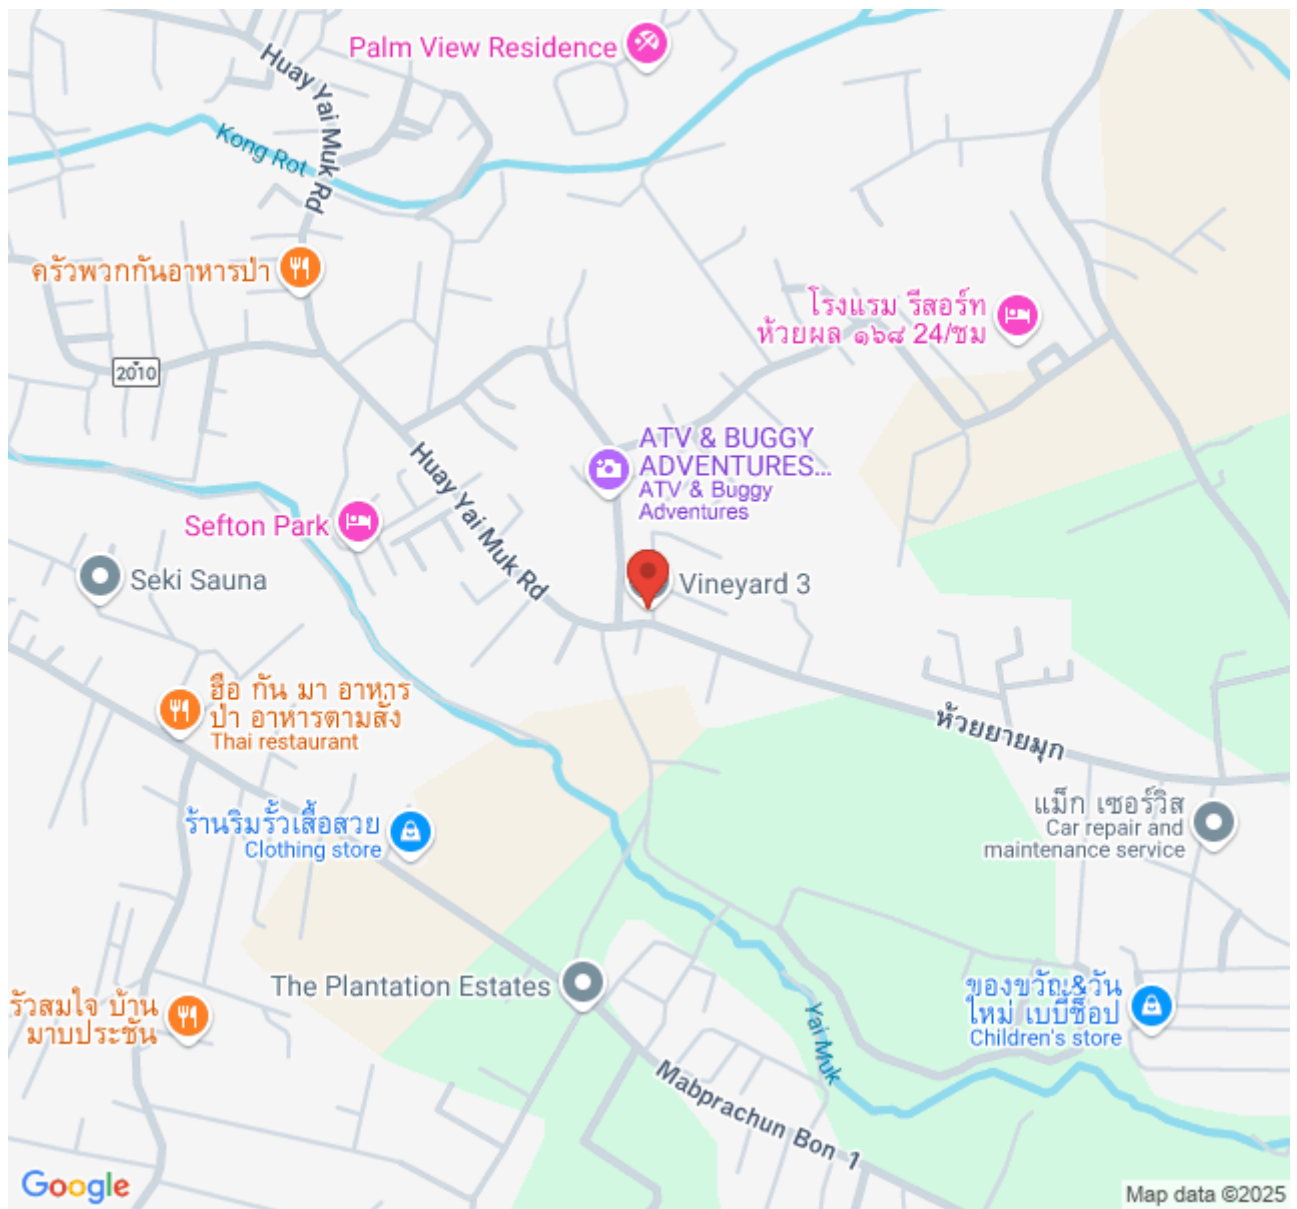 Palm View Residence
Huay Yai Muk Rd
Kong Rot
ครัวพวกกันอาหารป่า
โรงแรม รีสอร์ท
ห้วยผล ๑๖๘ 24/ชม
2010
ATV & BUGGY
ADVENTURES...
ATV & Buggy
Adventures
Huay Yai Muk Rd
Sefton Park
Seki Sauna
Vineyard 3
ฮือ กัน มา อาหาร
ป่า อาหารตามสั่ง
Thai restaurant
ห้วยยายมุก
แม็ก เซอร์วิส
Car repair and
maintenance service
ร้านริมรั้วเสื้อสวย
Clothing store
The Plantation Estates
ของขวัญ&วัน
ใหม่ เบบี้ช็อป
Children's store
รัวสมใจ บ้าน
มาบประชัน
Yai Muk
Mabprachun Bon 1
Google
Map data ©2025